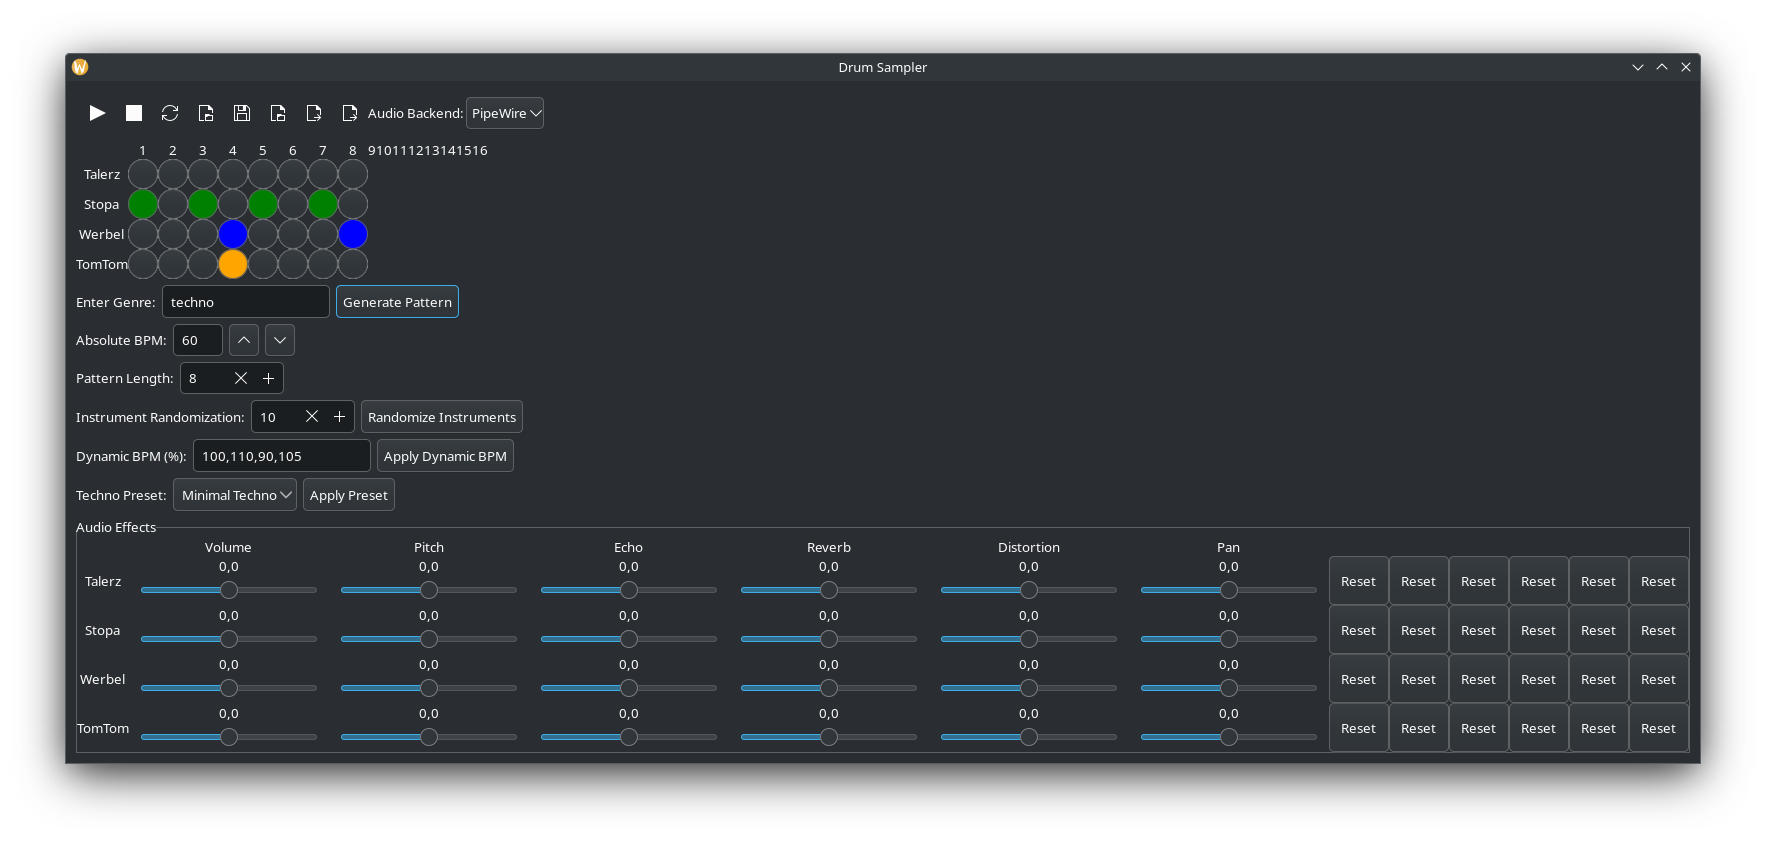 Drum Sampler
Audio Backend: PipeWire
1 2 3 4 5 6 7 8 910111213141516
Talerz
Stopa
Werbel
TomTom
Enter Genre: techno Generate Pattern
Absolute BPM: 60
Pattern Length: 8
Instrument Randomization: 10 Randomize Instruments
Dynamic BPM (%): 100,110,90,105 Apply Dynamic BPM
Techno Preset: Minimal Techno Apply Preset
Audio Effects
Volume Pitch Echo Reverb Distortion Pan
0,0 0,0 0,0 0,0 0,0 0,0
Talerz Reset Reset Reset Reset Reset Reset
0,0 0,0 0,0 0,0 0,0 0,0
Stopa Reset Reset Reset Reset Reset Reset
0,0 0,0 0,0 0,0 0,0 0,0
Werbel Reset Reset Reset Reset Reset Reset
0,0 0,0 0,0 0,0 0,0 0,0
TomTom Reset Reset Reset Reset Reset Reset